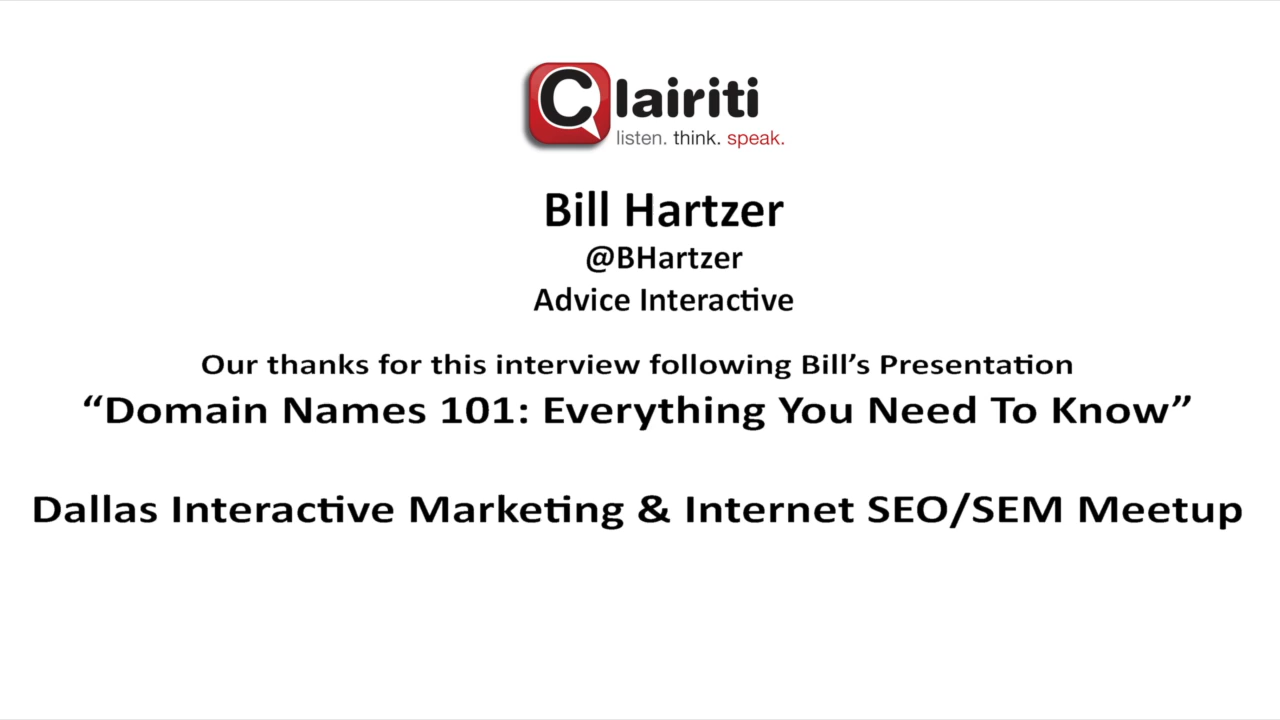 Clairiti
listen. think. speak.
Bill Hartzer
@BHartzer
Advice Interactive
Our thanks for this interview following Bill’s Presentation
“Domain Names 101: Everything You Need To Know”
Dallas Interactive Marketing & Internet SEO/SEM Meetup